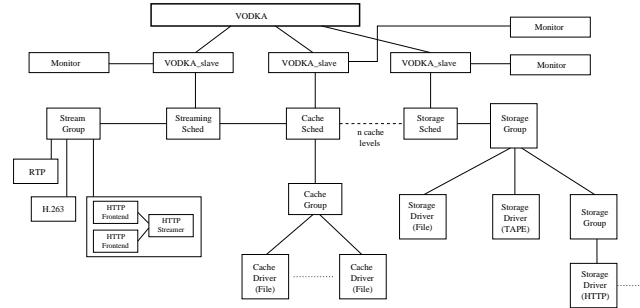 VODKA
Monitor
Monitor
VODKA_slave
VODKA_slave
VODKA_slave
Monitor
Stream
Group
Streaming
Sched
Cache
Sched
n cache
levels
Storage
Sched
Storage
Group
RTP
H.263
HTTP
Frontend
HTTP
Frontend
HTTP
Streamer
Cache
Group
Storage
Driver
(File)
Storage
Driver
(TAPE)
Storage
Group
Cache
Driver
(File)
Cache
Driver
(File)
Storage
Driver
(HTTP)